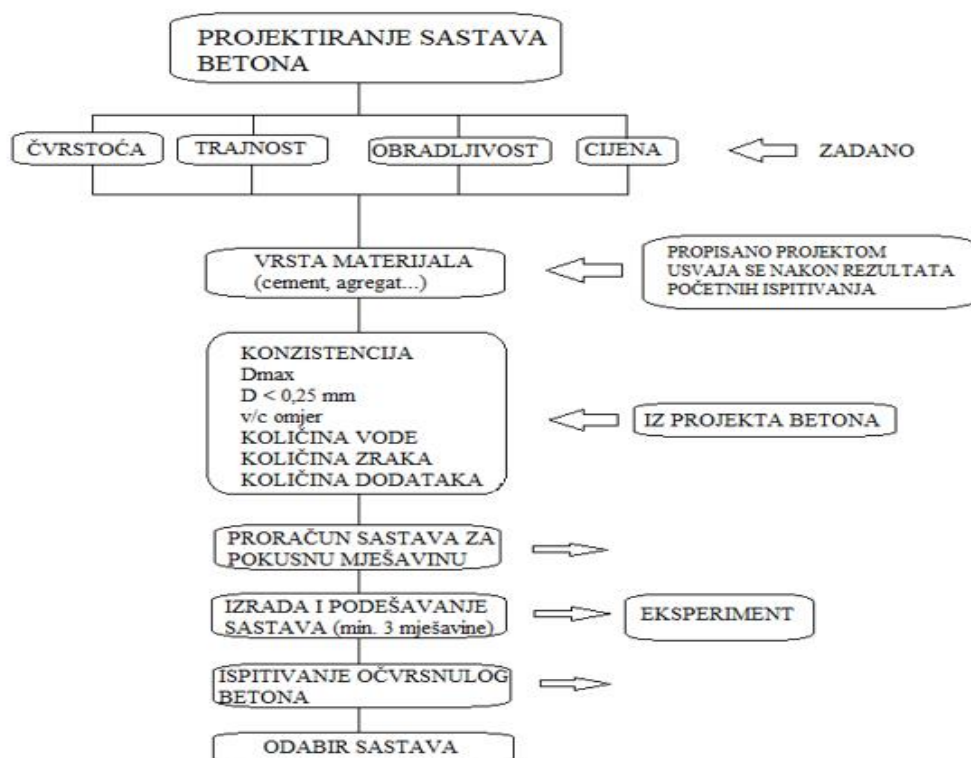 PROJEKTIRANJE SASTAVA
BETONA
ČVRSTOĆA
TRAJNOST
OBRADLJIVOST
CIJENA
ZADANO
VRSTA MATERIJALA
(cement, agregat...)
PROPISANO PROJEKTOM
USVAJA SE NAKON REZULTATA
POČETNIH ISPITIVANJA
KONZISTENCIJA
Dmax
D < 0,25 mm
v/c omjer
KOLIČINA VODE
KOLIČINA ZRAKA
KOLIČINA DODATAKA
IZ PROJEKTA BETONA
PRORAČUN SASTAVA ZA
POKUSNU MJEŠAVINU
IZRADA I PODEŠAVANJE
SASTAVA (min. 3 mješavine)
EKSPERIMENT
ISPITIVANJE OČVRSNULOG
BETONA
ODABIR SASTAVA